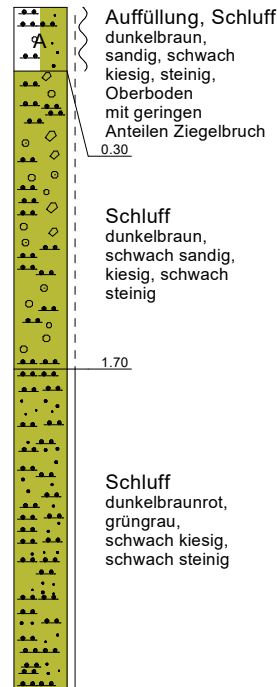 A
Auffüllung, Schluff
dunkelbraun,
sandig, schwach
kiesig, steinig,
Oberboden
mit geringen
Anteilen Ziegelbruch
0.30
Schluff
dunkelbraun,
schwach sandig,
kiesig, schwach
steinig
1.70
Schluff
dunkelbraunrot,
grüngrau,
schwach kiesig,
schwach steinig